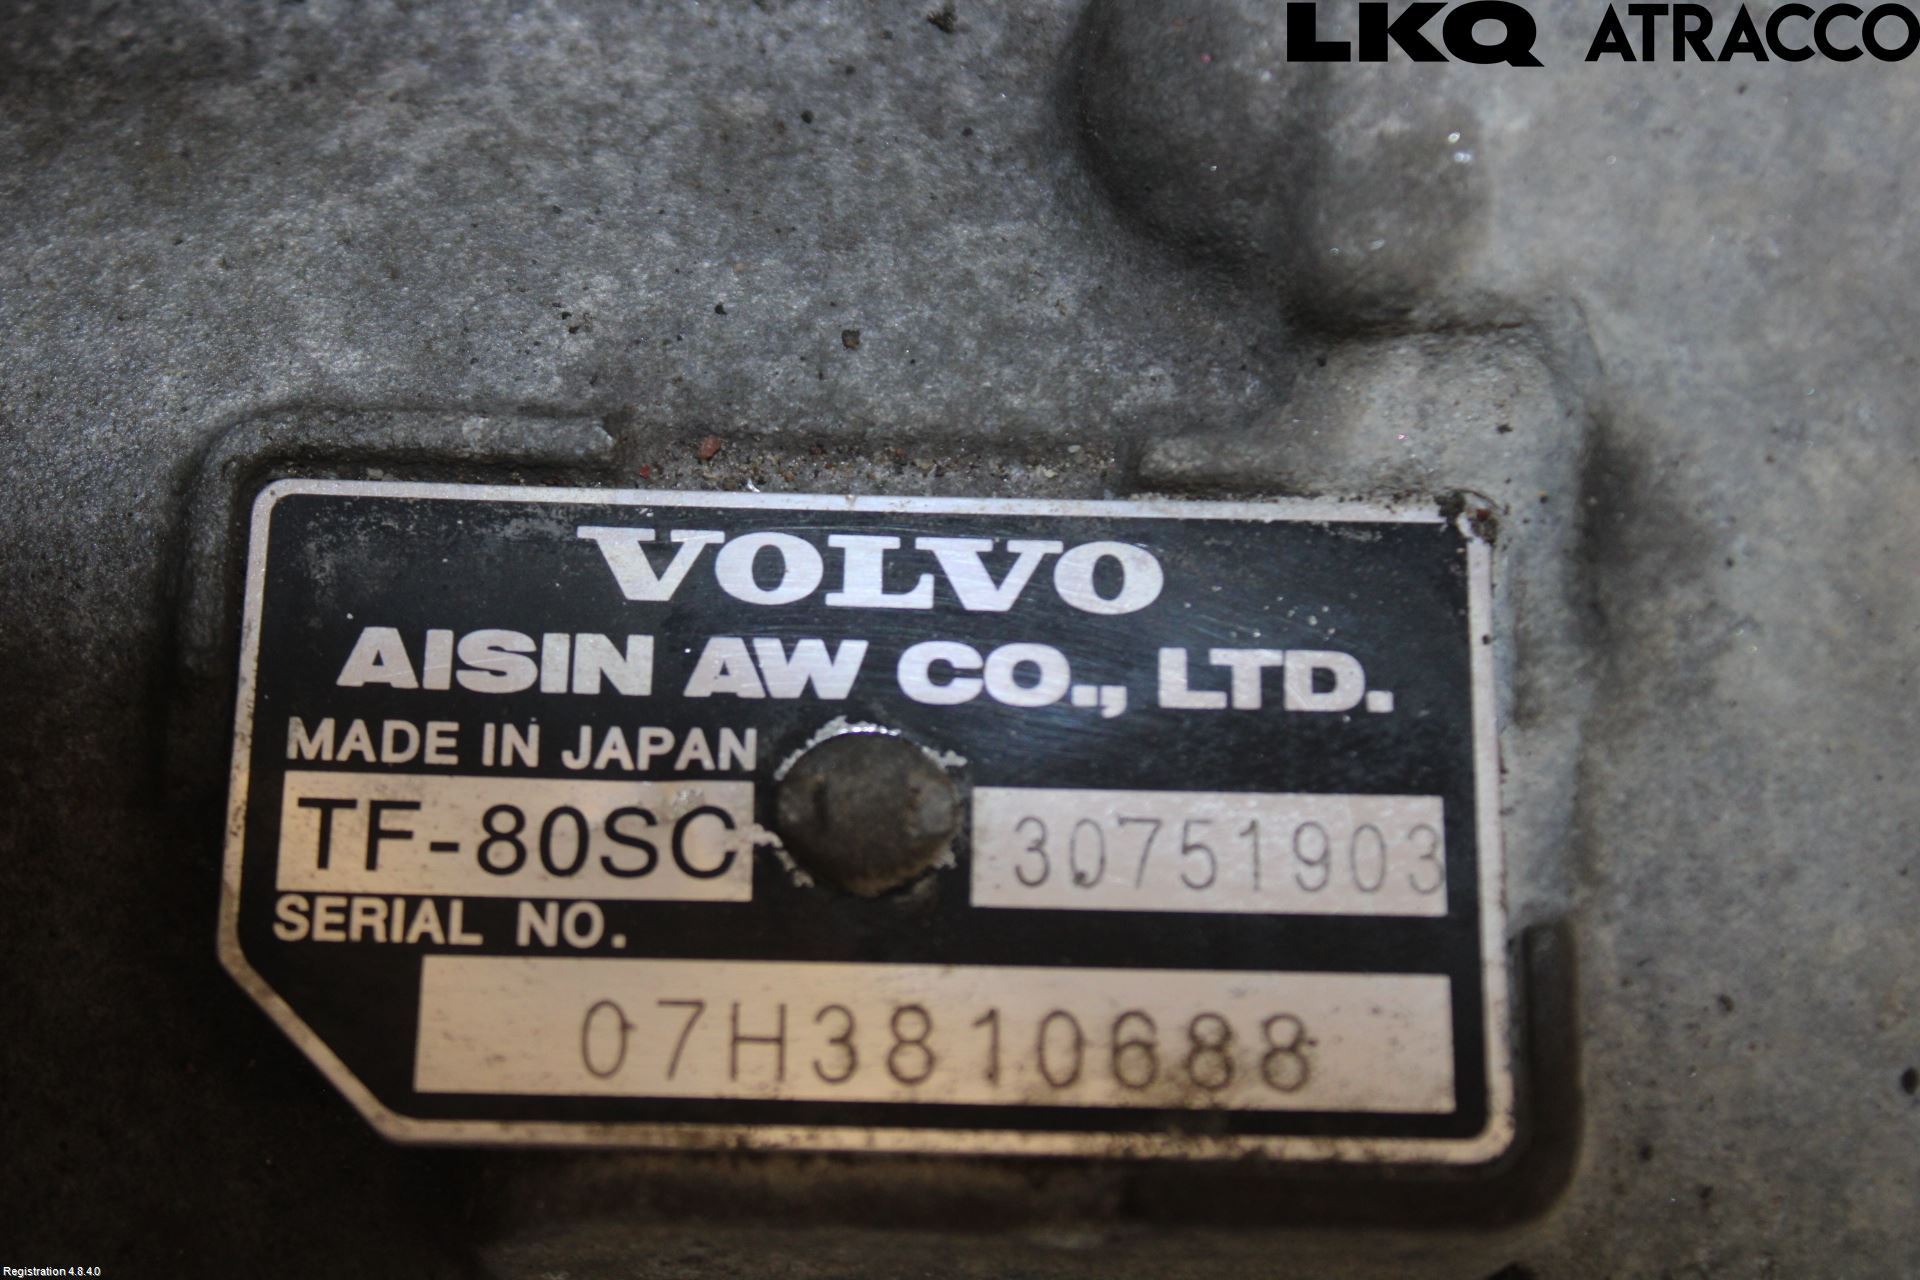 LKQ ATRACCO
VOLVO
AISIN AW CO., LTD.
MADE IN JAPAN
TF-80SC 30751903
SERIAL NO.
07H3810688
Registration 4.8.4.0